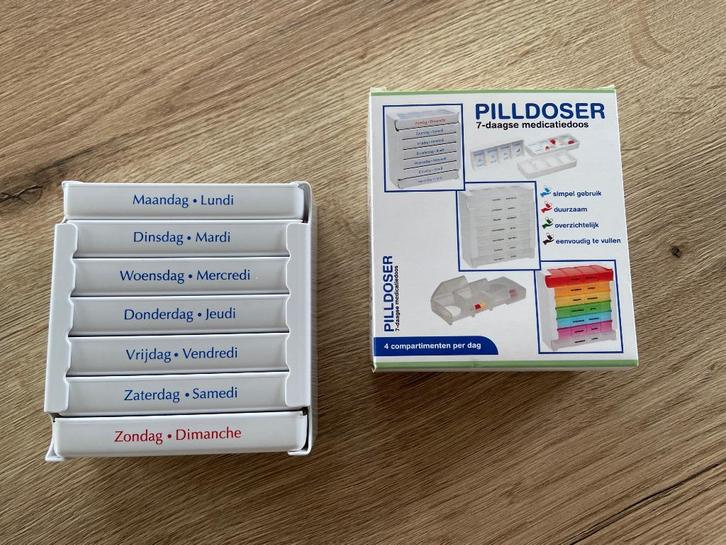 Maandag • Lundi
Dinsdag • Mardi
Woensdag • Mercredi
Donderdag • Jeudi
Vrijdag • Vendredi
Zaterdag • Samedi
Zondag • Dimanche
PILLDOSER
7-daagse medicatiedoos
simpel gebruik
duurzaam
overzichtelijk
eenvoudig te vullen
PILLDOSER
7-daagse medicatiedoos
4 compartimenten per dag